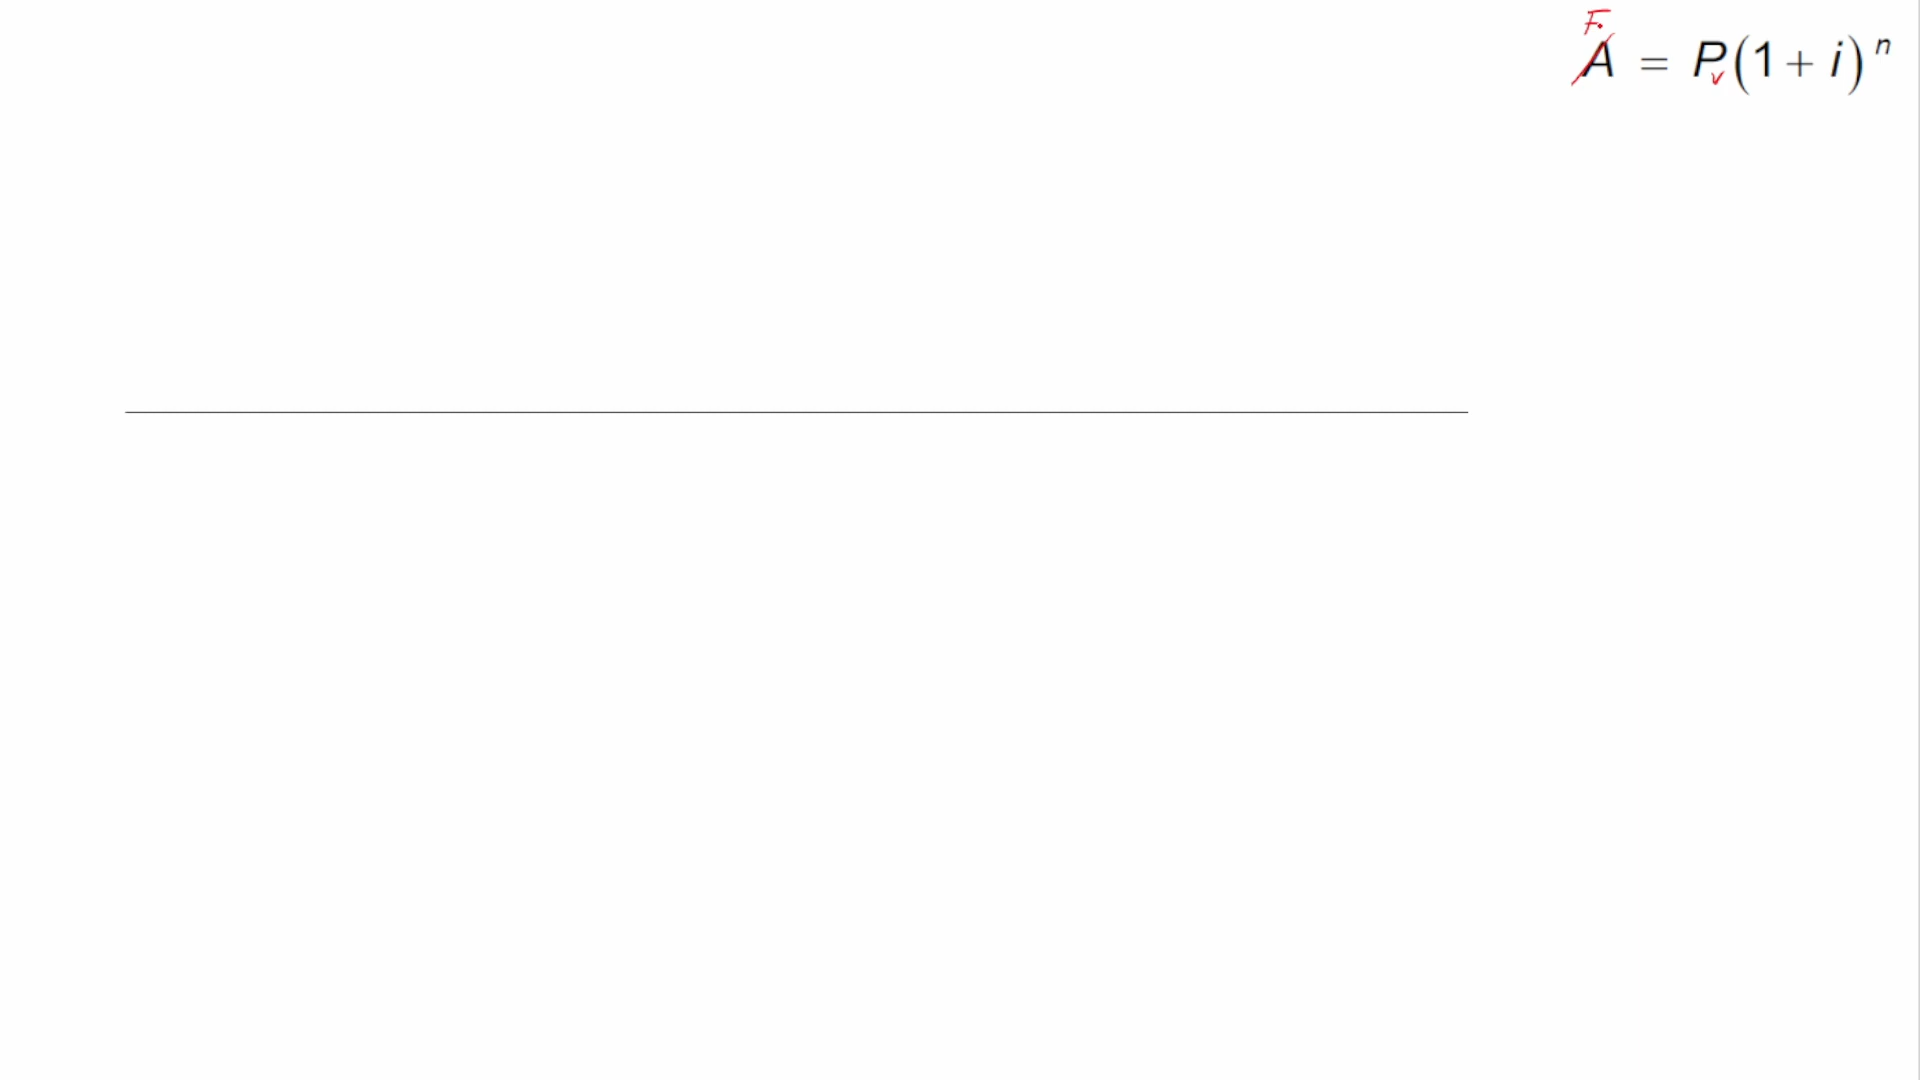 F
A = P(1 + i)ⁿ
v